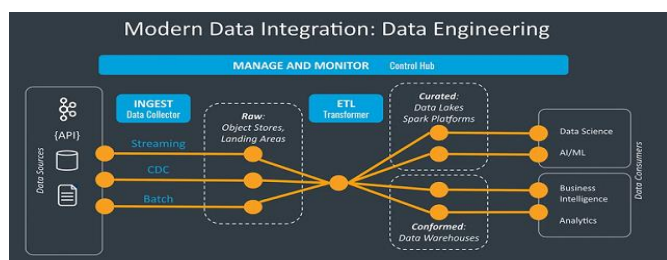 Modern Data Integration: Data Engineering
MANAGE AND MONITOR Control Hub
{API}
Data Sources
INGEST
Data Collector
Streaming
CDC
Batch
Raw:
Object Stores,
Landing Areas
ETL
Transformer
Curated:
Data Lakes
Spark Platforms
Conformed:
Data Warehouses
Data Science
AI/ML
Business
Intelligence
Analytics
Data Consumers